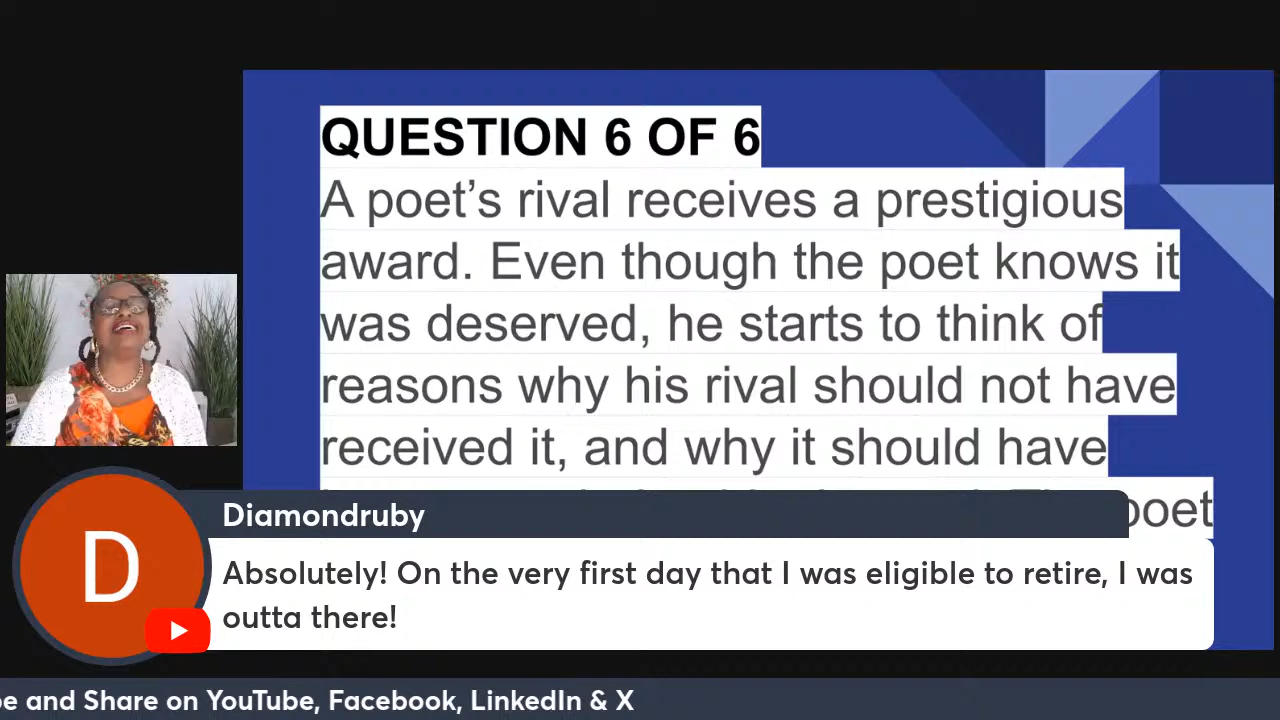 QUESTION 6 OF 6
A poet’s rival receives a prestigious
award. Even though the poet knows it
was deserved, he starts to think of
reasons why his rival should not have
received it, and why it should have
poet
Diamondruby
D
Absolutely! On the very first day that I was eligible to retire, I was
outta there!
and Share on YouTube, Facebook, LinkedIn & X